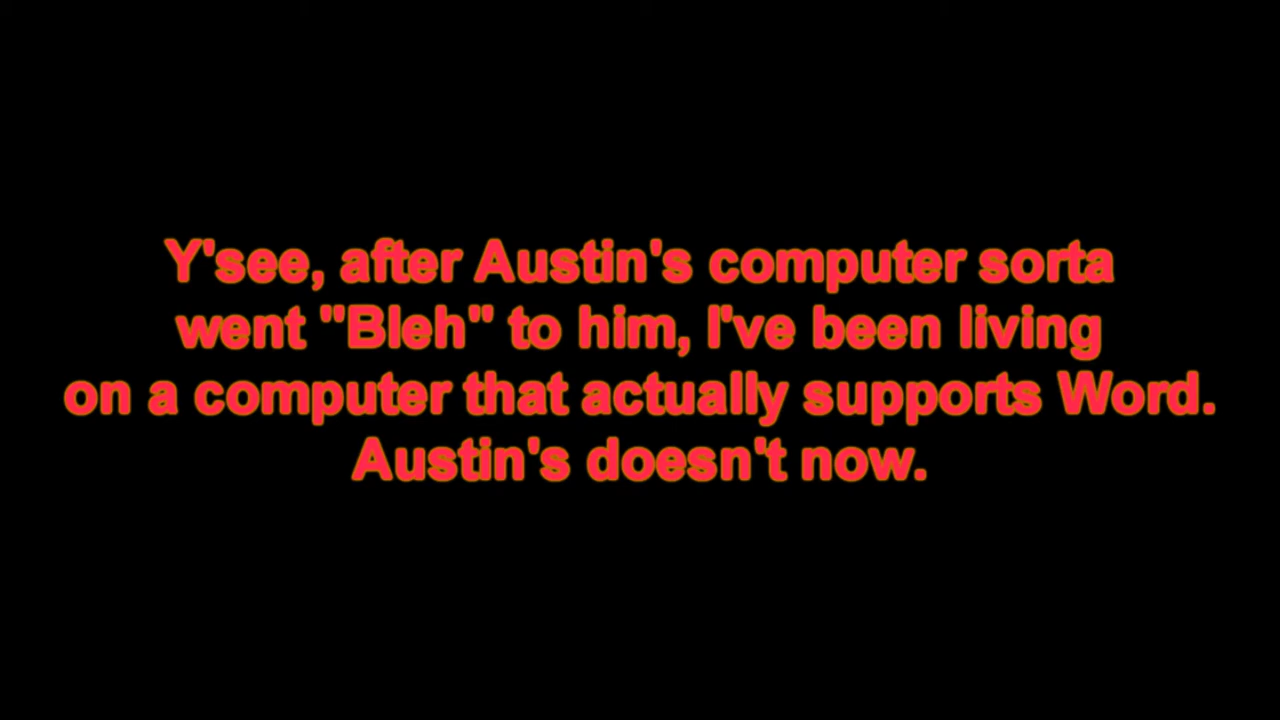 Y'see, after Austin's computer sorta
went "Bleh" to him, I've been living
on a computer that actually supports Word.
Austin's doesn't now.